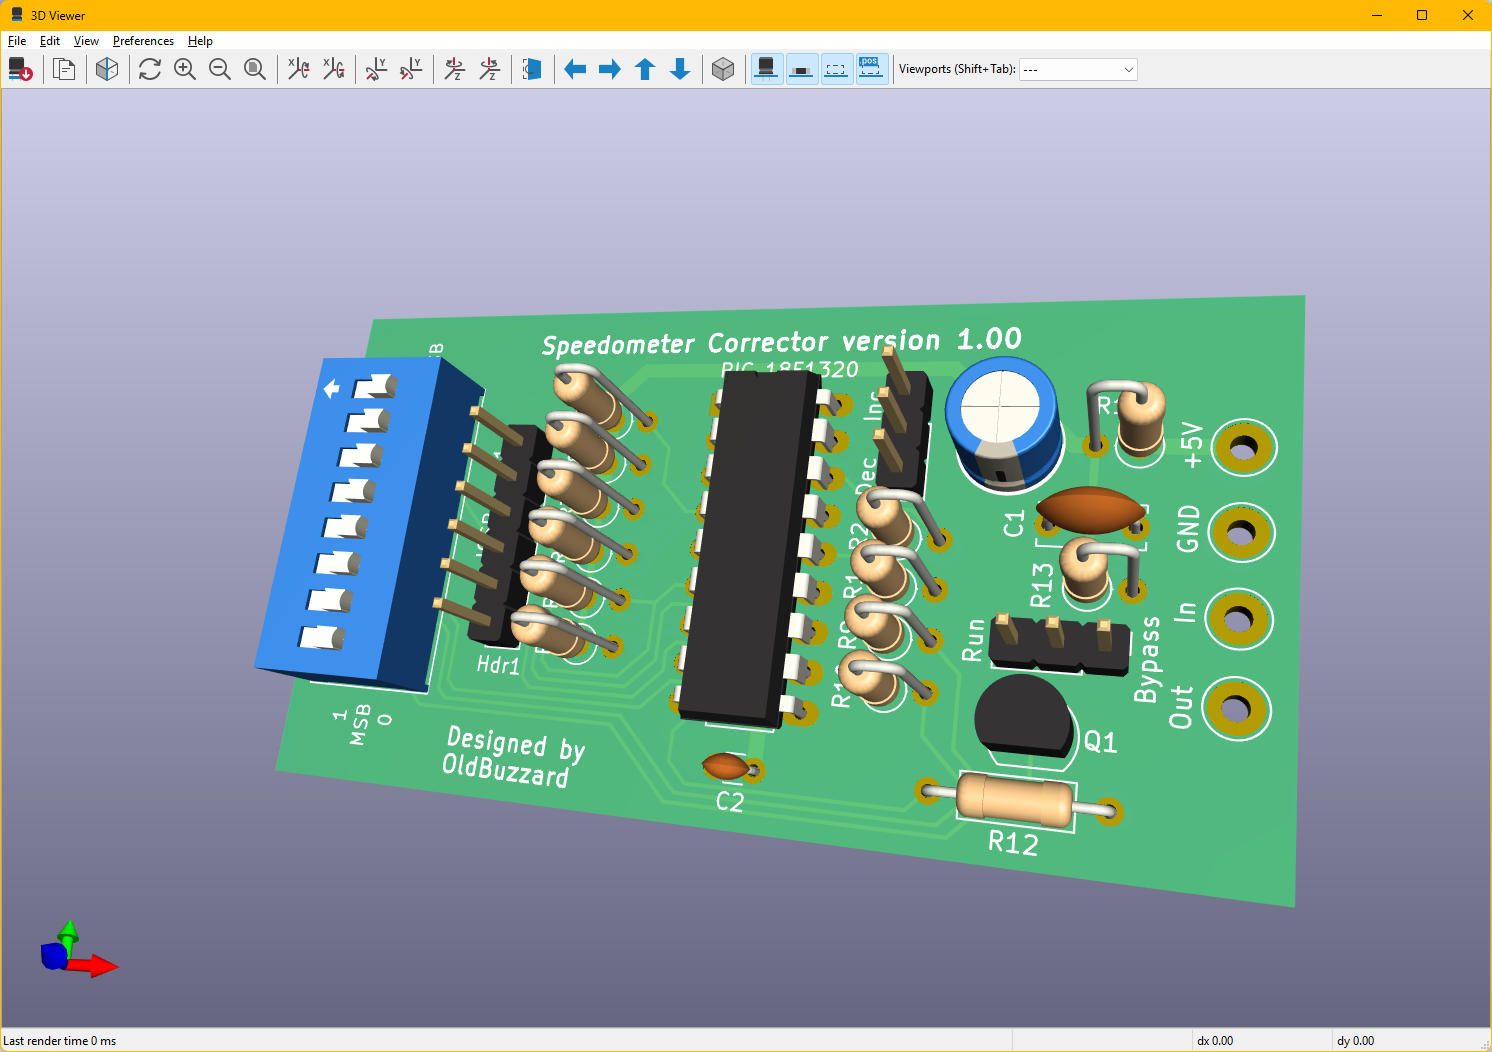 3D Viewer
File Edit View Preferences Help
.pos
Viewports (Shift+Tab): ---
Speedometer Corrector version 1.00
PIC 18F1320
Inc
Dec
+5V
GND
In
Out
C1
R13
Run
Bypass
Q1
R12
C2
Hdr1
1
MSB
0
Designed by
OldBuzzard
Last render time 0 ms
dx 0.00
dy 0.00